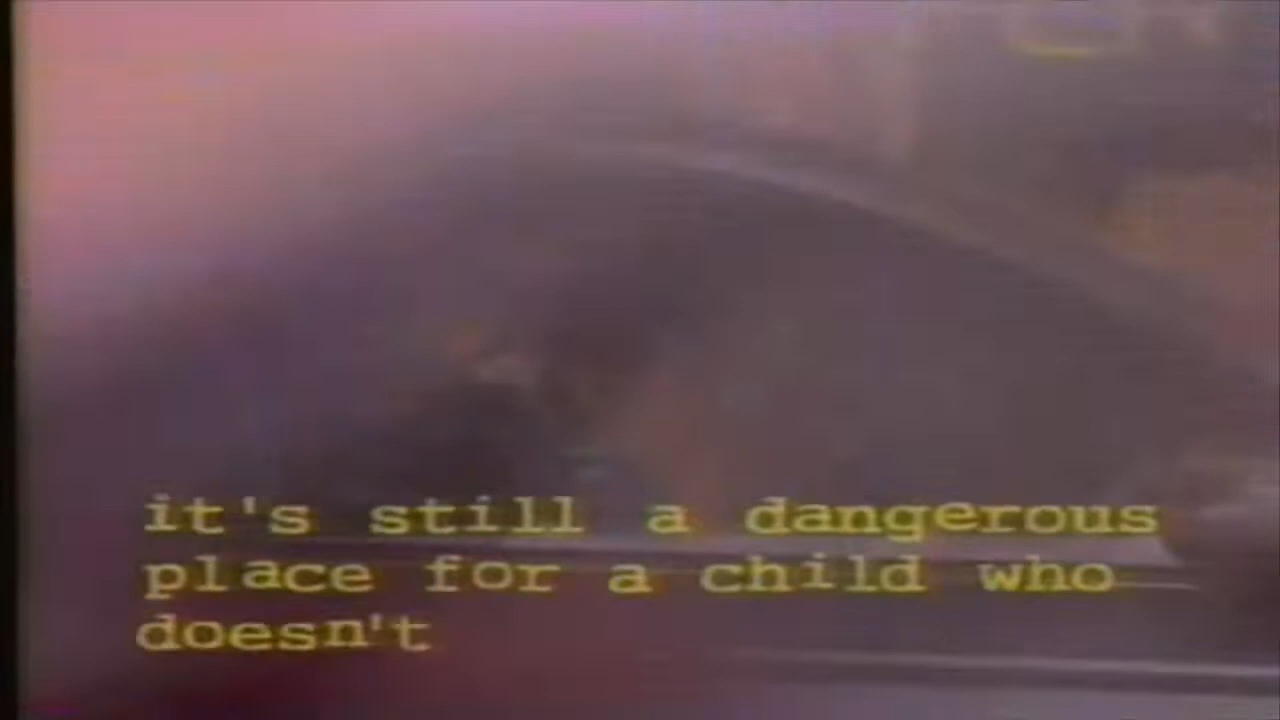 it's still a dangerous
place for a child who
doesn't